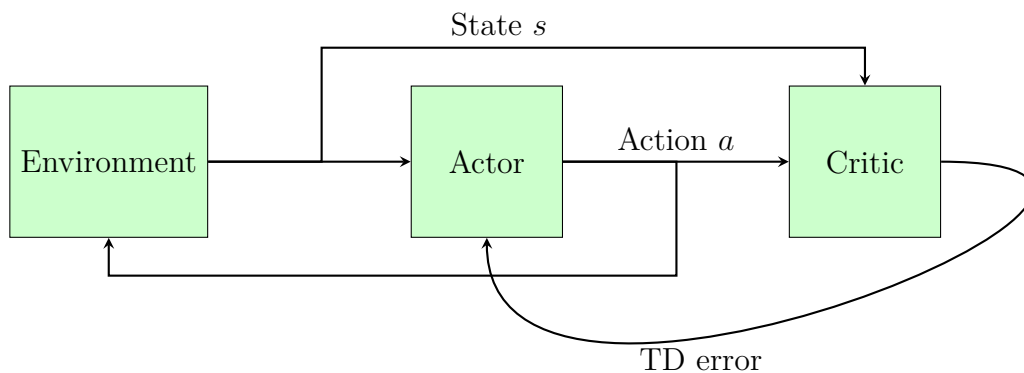 State s
Environment
Actor
Action a
Critic
TD error